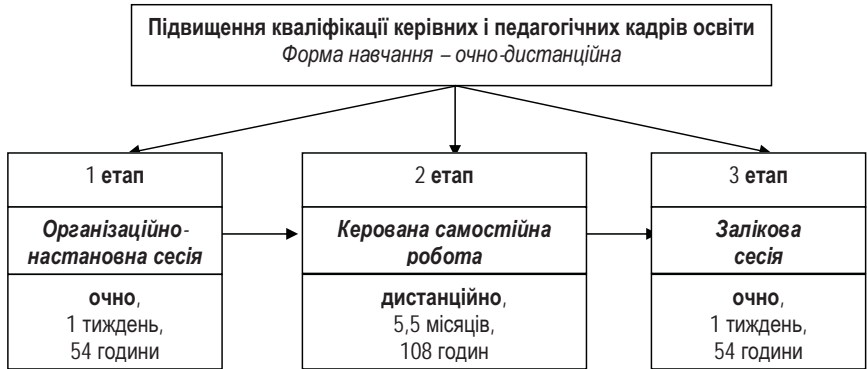 Підвищення кваліфікації керівних і педагогічних кадрів освіти
Форма навчання – очно-дистанційна
1 етап
Організаційно-
настановна сесія
очно,
1 тиждень,
54 години
2 етап
Керована самостійна
робота
дистанційно,
5,5 місяців,
108 годин
3 етап
Залікова
сесія
очно,
1 тиждень,
54 години